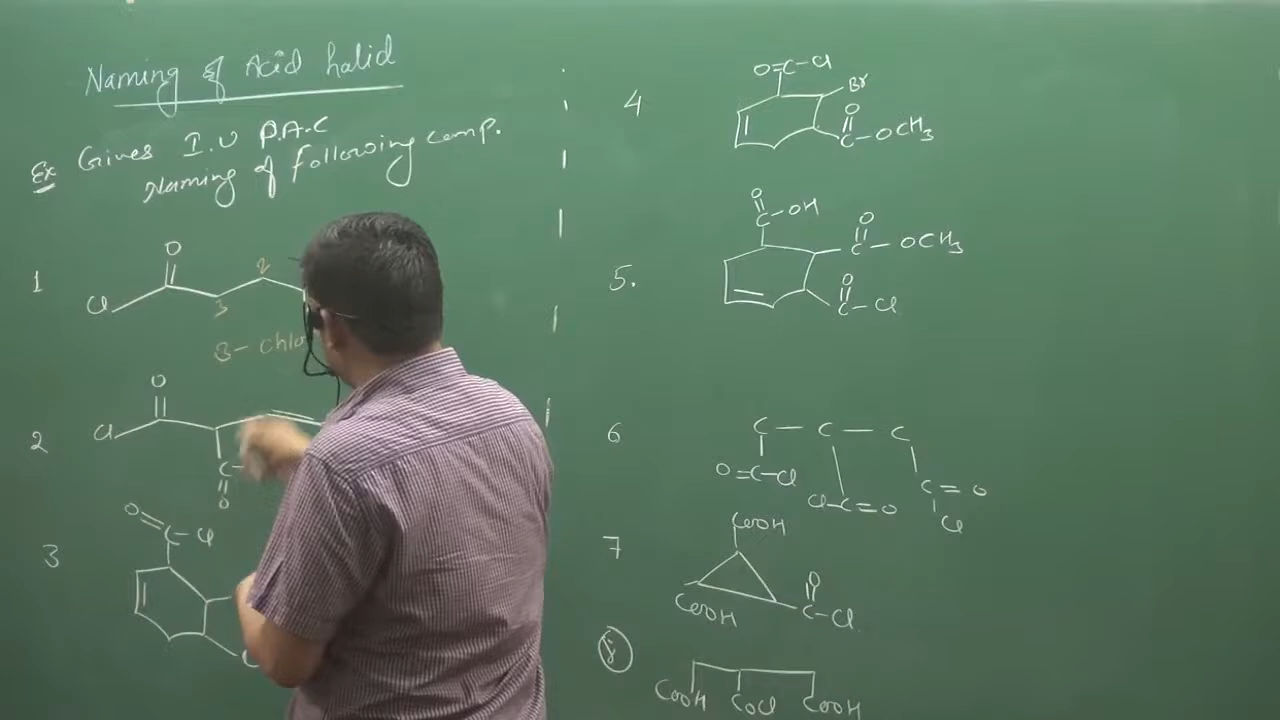 Naming of Acid halid
Ex Gives I.U P.A.C
Naming of following comp.
1
O
Cl
3 2
3- chlo
2
O
Cl
C
O
3
O
C-Cl
4
O=C-Cl
Br
O
C-OCH3
5.
O
C-OH
O
C-OCH3
O
C-Cl
6
C-C-C
O=C-Cl
Cl-C=O
C=O
Cl
7
COOH
O
COOH
C-Cl
COOH COCl COOH